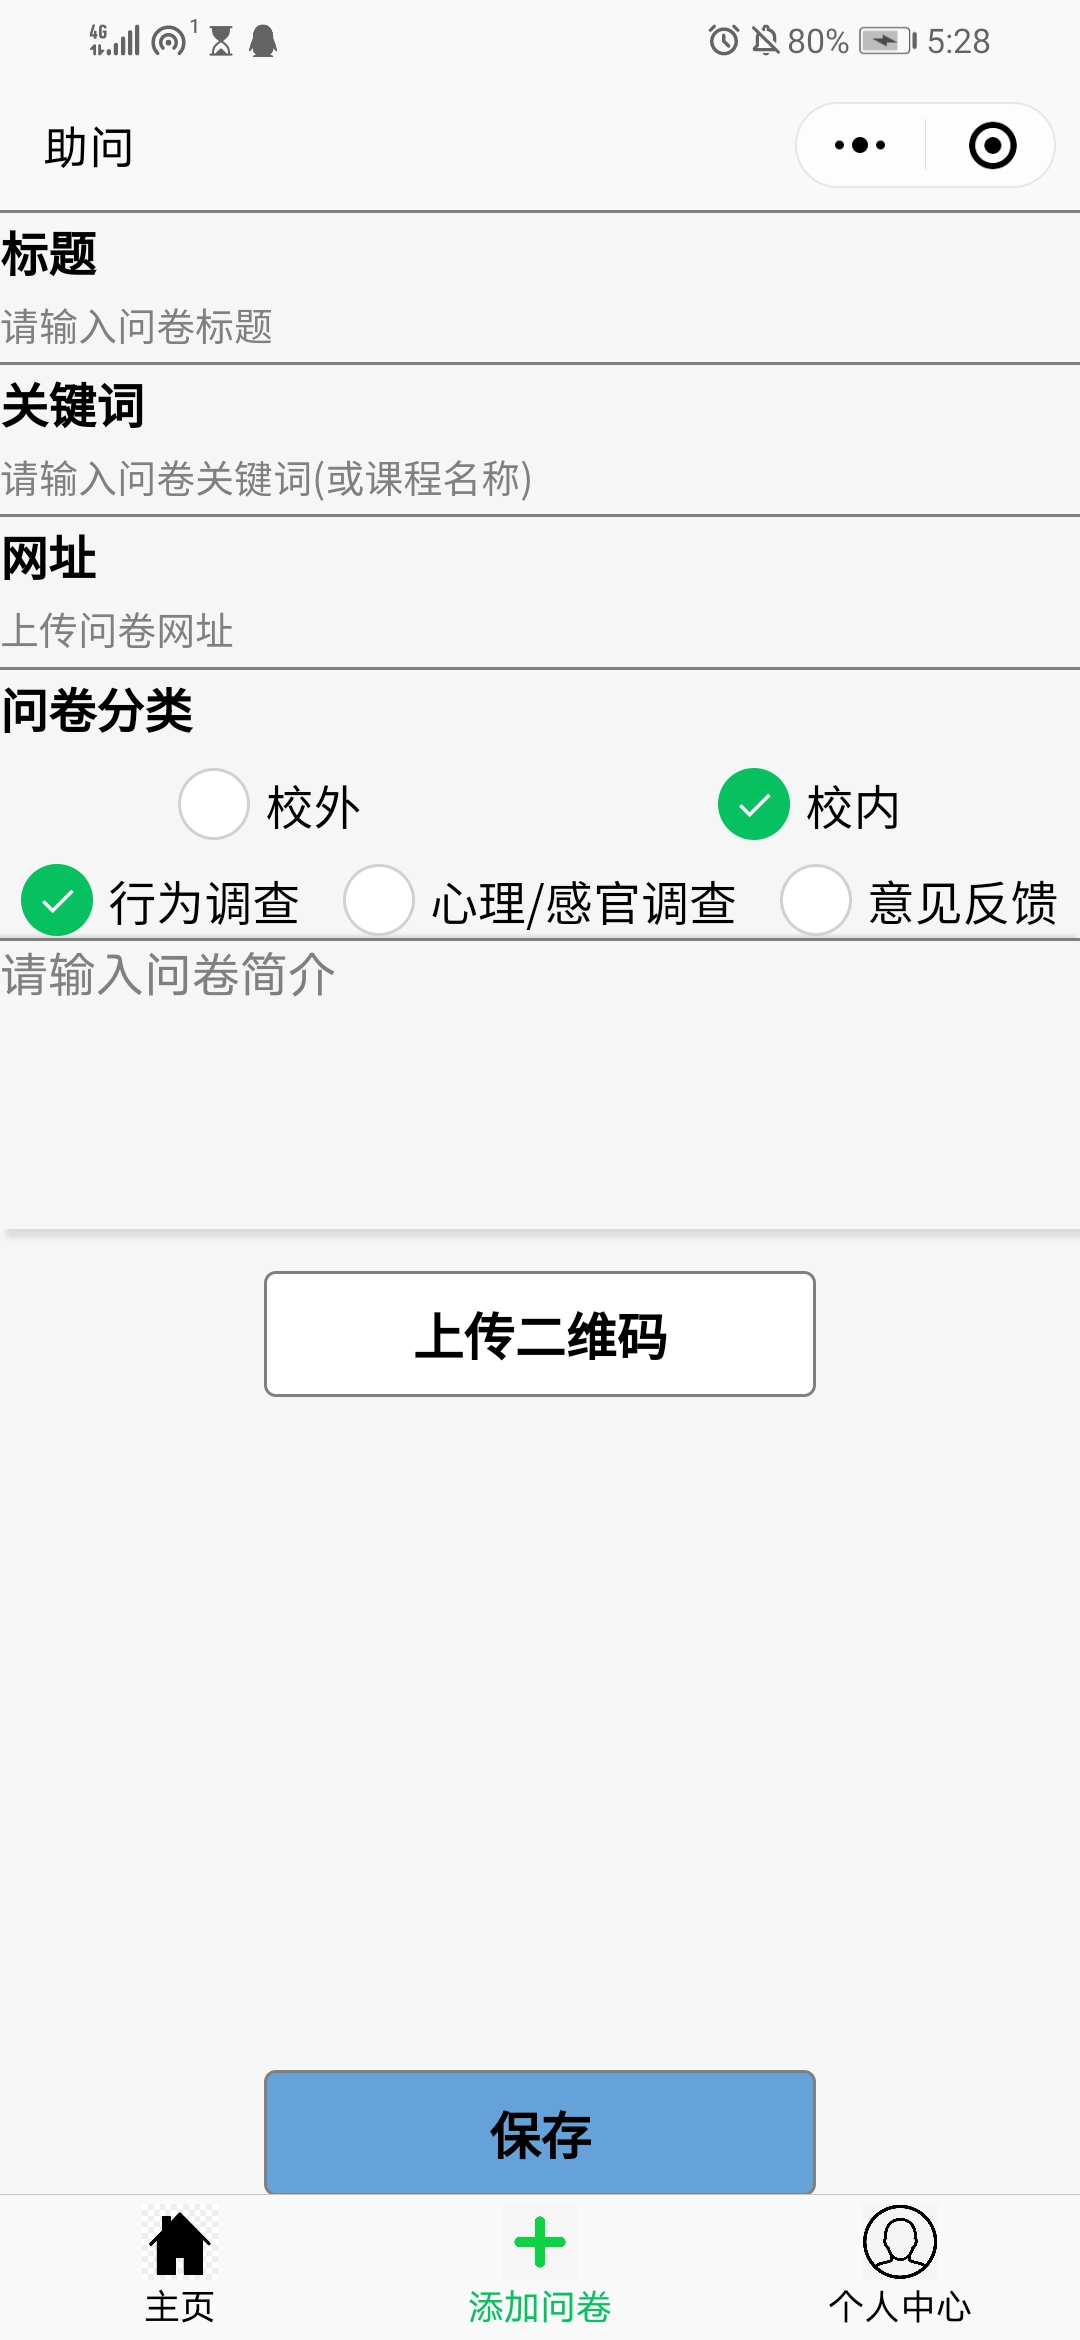 4G 1 80% 5:28
助问
标题
请输入问卷标题
关键词
请输入问卷关键词(或课程名称)
网址
上传问卷网址
问卷分类
校外 校内
行为调查 心理/感官调查 意见反馈
请输入问卷简介
上传二维码
保存
主页 添加问卷 个人中心